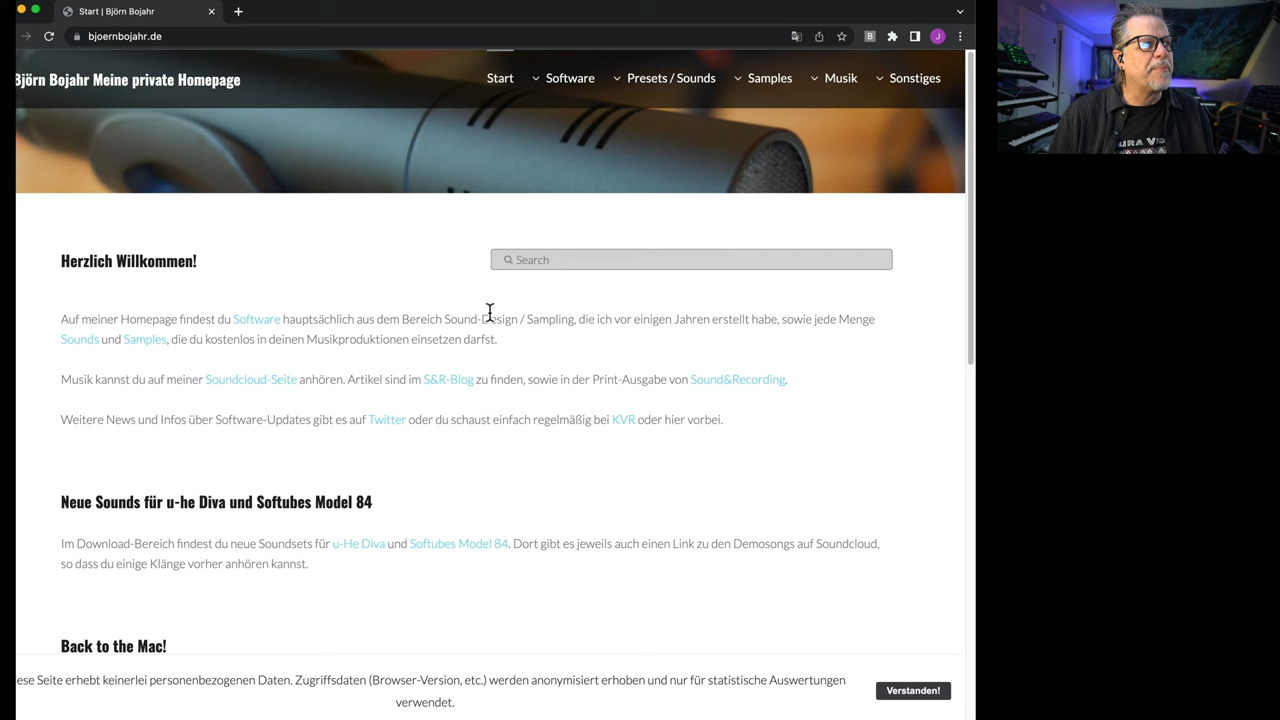 Start | Björn Bojahr
bjoernbojahr.de
B
J
Björn Bojahr Meine private Homepage
Start Software Presets / Sounds Samples Musik Sonstiges
Herzlich Willkommen!
Search
Auf meiner Homepage findest du Software hauptsächlich aus dem Bereich Sound-Design / Sampling, die ich vor einigen Jahren erstellt habe, sowie jede Menge
Sounds und Samples, die du kostenlos in deinen Musikproduktionen einsetzen darfst.
Musik kannst du auf meiner Soundcloud-Seite anhören. Artikel sind im S&R-Blog zu finden, sowie in der Print-Ausgabe von Sound&Recording.
Weitere News und Infos über Software-Updates gibt es auf Twitter oder du schaust einfach regelmäßig bei KVR oder hier vorbei.
Neue Sounds für u-he Diva und Softubes Model 84
Im Download-Bereich findest du neue Soundsets für u-He Diva und Softubes Model 84. Dort gibt es jeweils auch einen Link zu den Demosongs auf Soundcloud,
so dass du einige Klänge vorher anhören kannst.
Back to the Mac!
ese Seite erhebt keinerlei personenbezogenen Daten. Zugriffsdaten (Browser-Version, etc.) werden anonymisiert erhoben und nur für statistische Auswertungen
verwendet.
Verstanden!